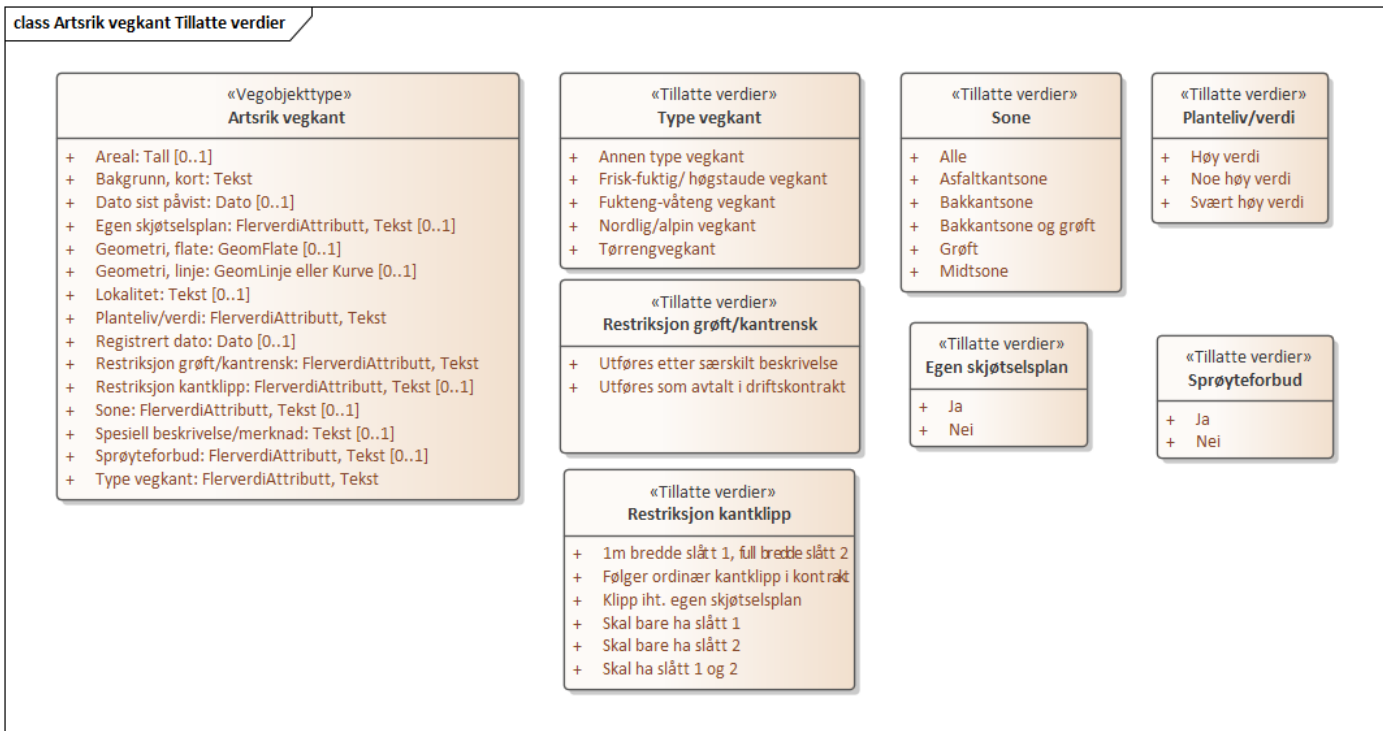 class Artsrik vegkant Tillatte verdier
«Vegobjekttype»
Artsrik vegkant
+ Areal: Tall [0..1]
+ Bakgrunn, kort: Tekst
+ Dato sist påvist: Dato [0..1]
+ Egen skjøtselsplan: FlerverdiAttributt, Tekst [0..1]
+ Geometri, flate: GeomFlate [0..1]
+ Geometri, linje: GeomLinje eller Kurve [0..1]
+ Lokalitet: Tekst [0..1]
+ Planteliv/verdi: FlerverdiAttributt, Tekst
+ Registrert dato: Dato [0..1]
+ Restriksjon grøft/kantrensk: FlerverdiAttributt, Tekst
+ Restriksjon kantklipp: FlerverdiAttributt, Tekst [0..1]
+ Sone: FlerverdiAttributt, Tekst [0..1]
+ Spesiell beskrivelse/merknad: Tekst [0..1]
+ Sprøyteforbud: FlerverdiAttributt, Tekst [0..1]
+ Type vegkant: FlerverdiAttributt, Tekst
«Tillatte verdier»
Type vegkant
+ Annen type vegkant
+ Frisk-fuktig/ høgstaude vegkant
+ Fukteng-våteng vegkant
+ Nordlig/alpin vegkant
+ Tørrengvegkant
«Tillatte verdier»
Restriksjon grøft/kantrensk
+ Utføres etter særskilt beskrivelse
+ Utføres som avtalt i driftskontrakt
«Tillatte verdier»
Restriksjon kantklipp
+ 1m bredde slått 1, full bredde slått 2
+ Følger ordinær kantklipp i kontrakt
+ Klipp iht. egen skjøtselsplan
+ Skal bare ha slått 1
+ Skal bare ha slått 2
+ Skal ha slått 1 og 2
«Tillatte verdier»
Sone
+ Alle
+ Asfaltkantsone
+ Bakkantsone
+ Bakkantsone og grøft
+ Grøft
+ Midtsone
«Tillatte verdier»
Egen skjøtselsplan
+ Ja
+ Nei
«Tillatte verdier»
Planteliv/verdi
+ Høy verdi
+ Noe høy verdi
+ Svært høy verdi
«Tillatte verdier»
Sprøyteforbud
+ Ja
+ Nei